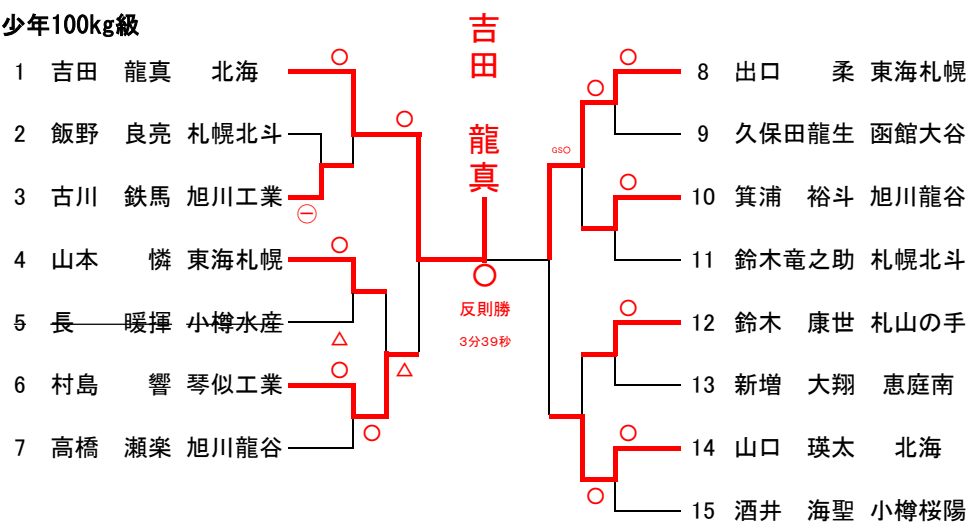 少年100kg級
吉田 龍真
1 吉田 龍真 北海
2 飯野 良亮 札幌北斗
3 古川 鉄馬 旭川工業
4 山本 憐 東海札幌
5 長 暖揮 小樽水産
6 村島 響 琴似工業
7 高橋 瀬楽 旭川龍谷
GS○
反則勝
3分39秒
8 出口 柔 東海札幌
9 久保田龍生 函館大谷
10 箕浦 裕斗 旭川龍谷
11 鈴木竜之助 札幌北斗
12 鈴木 康世 札山の手
13 新増 大翔 恵庭南
14 山口 瑛太 北海
15 酒井 海聖 小樽桜陽